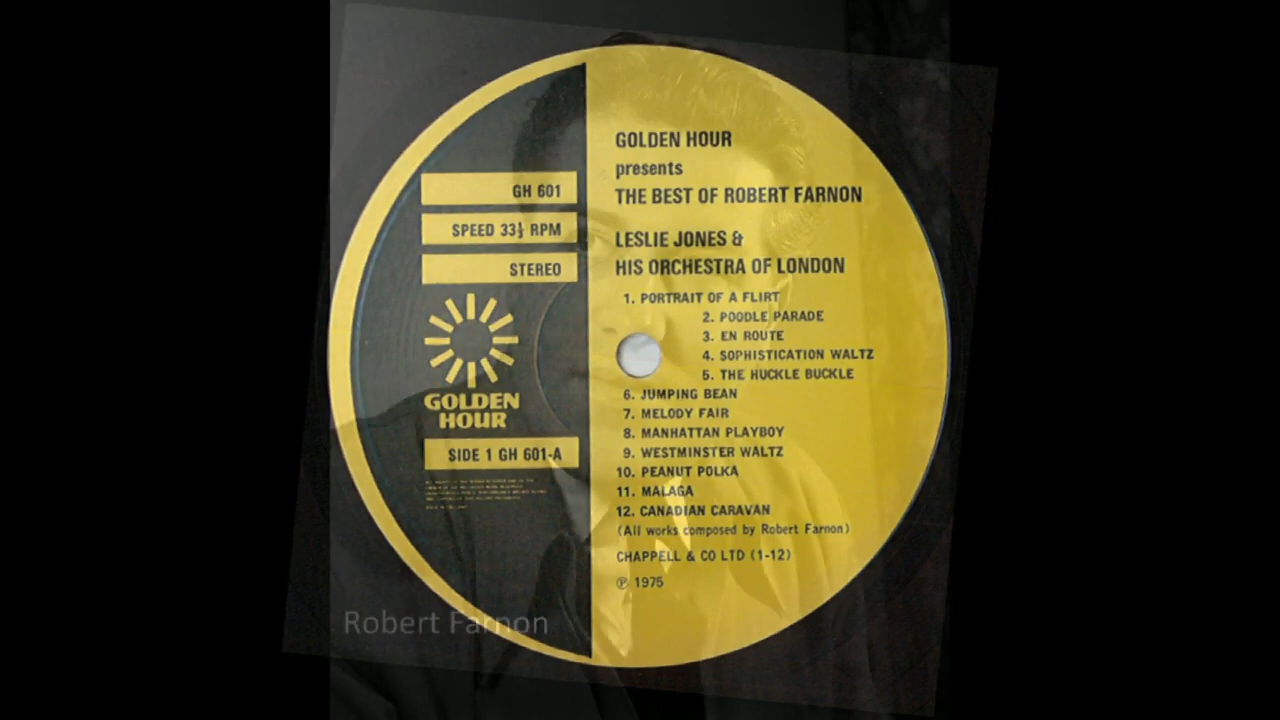 GOLDEN HOUR
presents
THE BEST OF ROBERT FARNON
LESLIE JONES &
HIS ORCHESTRA OF LONDON
1. PORTRAIT OF A FLIRT
2. POODLE PARADE
3. EN ROUTE
4. SOPHISTICATION WALTZ
5. THE HUCKLE BUCKLE
6. JUMPING BEAN
7. MELODY FAIR
8. MANHATTAN PLAYBOY
9. WESTMINSTER WALTZ
10. PEANUT POLKA
11. MALAGA
12. CANADIAN CARAVAN
(All works composed by Robert Farnon)
CHAPPELL & CO LTD (1-12)
℗ 1975
GH 601
SPEED 33⅓ RPM
STEREO
GOLDEN
HOUR
SIDE 1 GH 601-A
Robert Farnon